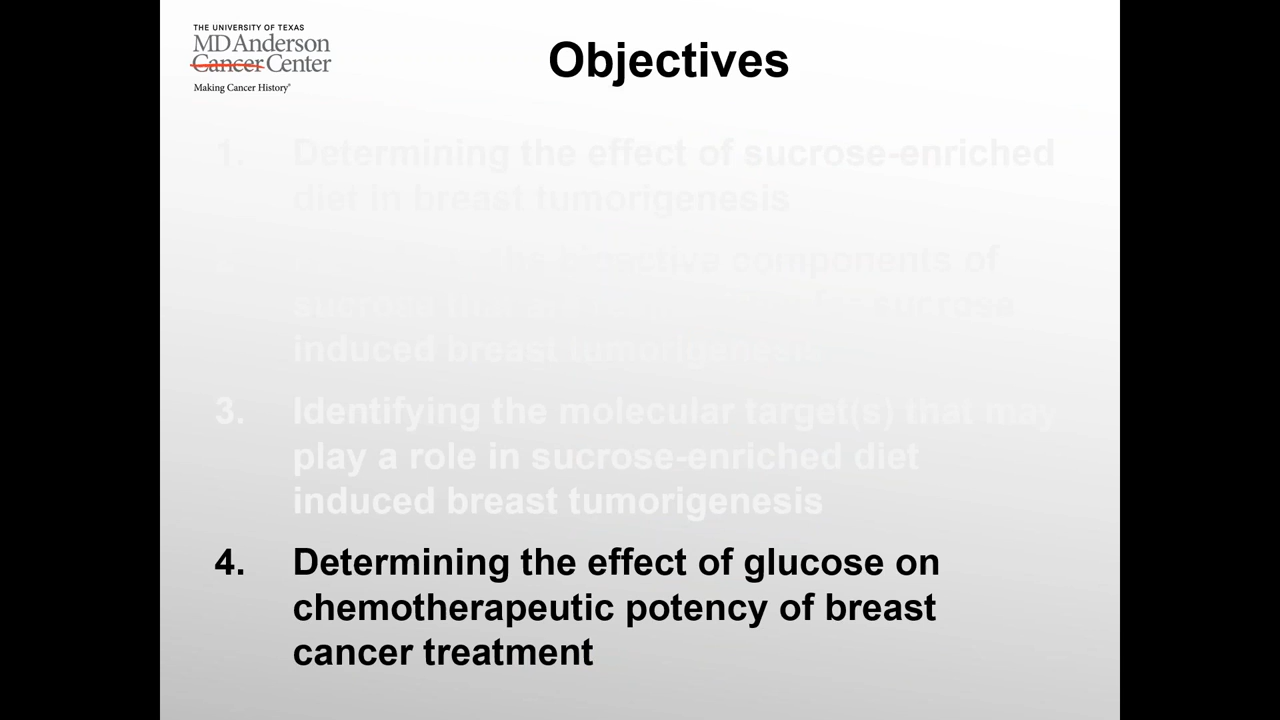 THE UNIVERSITY OF TEXAS
MD Anderson
Cancer Center
Making Cancer History®
Objectives
1. Determining the effect of sucrose-enriched
diet in breast tumorigenesis
the bioactive components of
sucrose for sucrose
induced breast tumorigenesis
3. Identifying the molecular target(s) that may
play a role in sucrose-enriched diet
induced breast tumorigenesis
4. Determining the effect of glucose on
chemotherapeutic potency of breast
cancer treatment